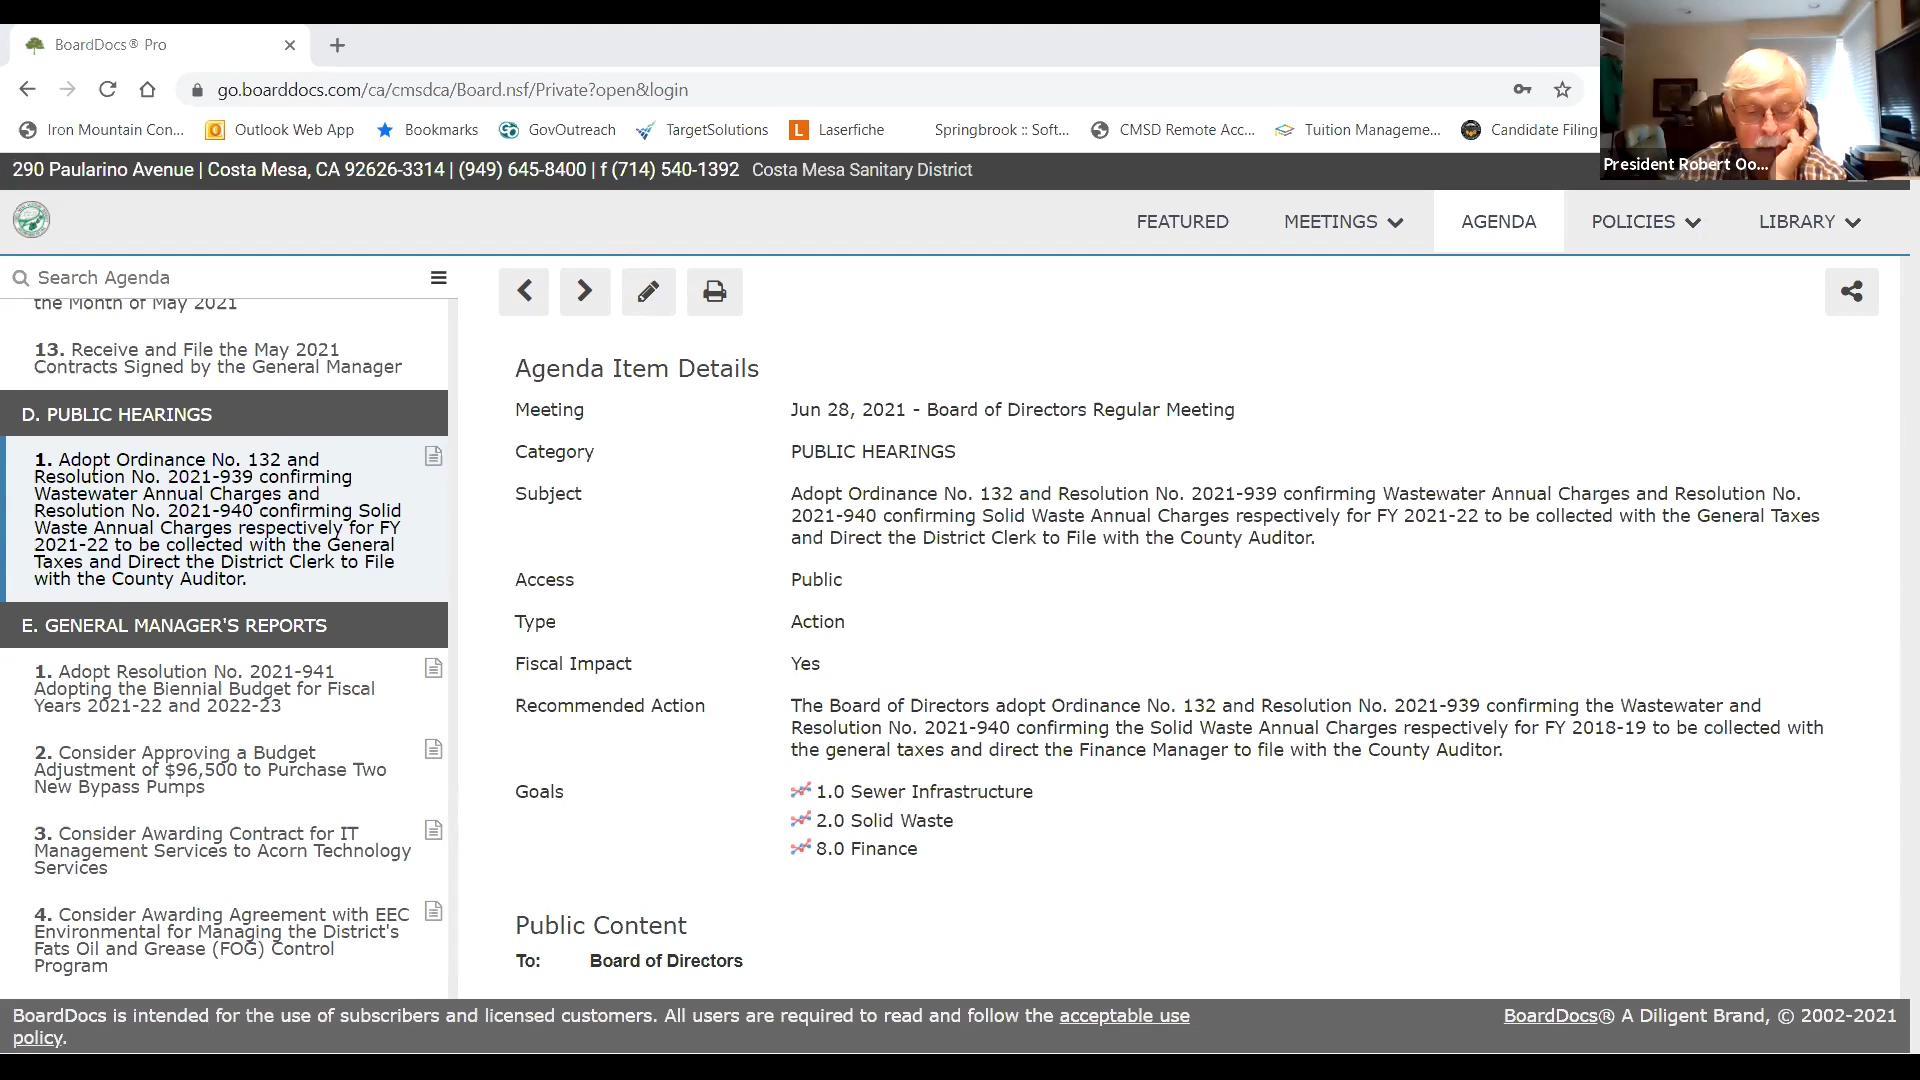 BoardDocs® Pro
go.boarddocs.com/ca/cmsdca/Board.nsf/Private?open&login
Iron Mountain Con...
Outlook Web App
Bookmarks
GovOutreach
TargetSolutions
Laserfiche
Springbrook :: Soft...
CMSD Remote Acc...
Tuition Manageme...
Candidate Filing
President Robert Oo...
290 Paularino Avenue | Costa Mesa, CA 92626-3314 | (949) 645-8400 | f (714) 540-1392 Costa Mesa Sanitary District
FEATURED
MEETINGS
AGENDA
POLICIES
LIBRARY
Search Agenda
the Month of May 2021
13. Receive and File the May 2021
Contracts Signed by the General Manager
D. PUBLIC HEARINGS
1. Adopt Ordinance No. 132 and
Resolution No. 2021-939 confirming
Wastewater Annual Charges and
Resolution No. 2021-940 confirming Solid
Waste Annual Charges respectively for FY
2021-22 to be collected with the General
Taxes and Direct the District Clerk to File
with the County Auditor.
E. GENERAL MANAGER'S REPORTS
1. Adopt Resolution No. 2021-941
Adopting the Biennial Budget for Fiscal
Years 2021-22 and 2022-23
2. Consider Approving a Budget
Adjustment of $96,500 to Purchase Two
New Bypass Pumps
3. Consider Awarding Contract for IT
Management Services to Acorn Technology
Services
4. Consider Awarding Agreement with EEC
Environmental for Managing the District's
Fats Oil and Grease (FOG) Control
Program
Agenda Item Details
Meeting
Jun 28, 2021 - Board of Directors Regular Meeting
Category
PUBLIC HEARINGS
Subject
Adopt Ordinance No. 132 and Resolution No. 2021-939 confirming Wastewater Annual Charges and Resolution No.
2021-940 confirming Solid Waste Annual Charges respectively for FY 2021-22 to be collected with the General Taxes
and Direct the District Clerk to File with the County Auditor.
Access
Public
Type
Action
Fiscal Impact
Yes
Recommended Action
The Board of Directors adopt Ordinance No. 132 and Resolution No. 2021-939 confirming the Wastewater and
Resolution No. 2021-940 confirming the Solid Waste Annual Charges respectively for FY 2018-19 to be collected with
the general taxes and direct the Finance Manager to file with the County Auditor.
Goals
1.0 Sewer Infrastructure
2.0 Solid Waste
8.0 Finance
Public Content
To: Board of Directors
BoardDocs is intended for the use of subscribers and licensed customers. All users are required to read and follow the acceptable use
policy.
BoardDocs® A Diligent Brand, © 2002-2021